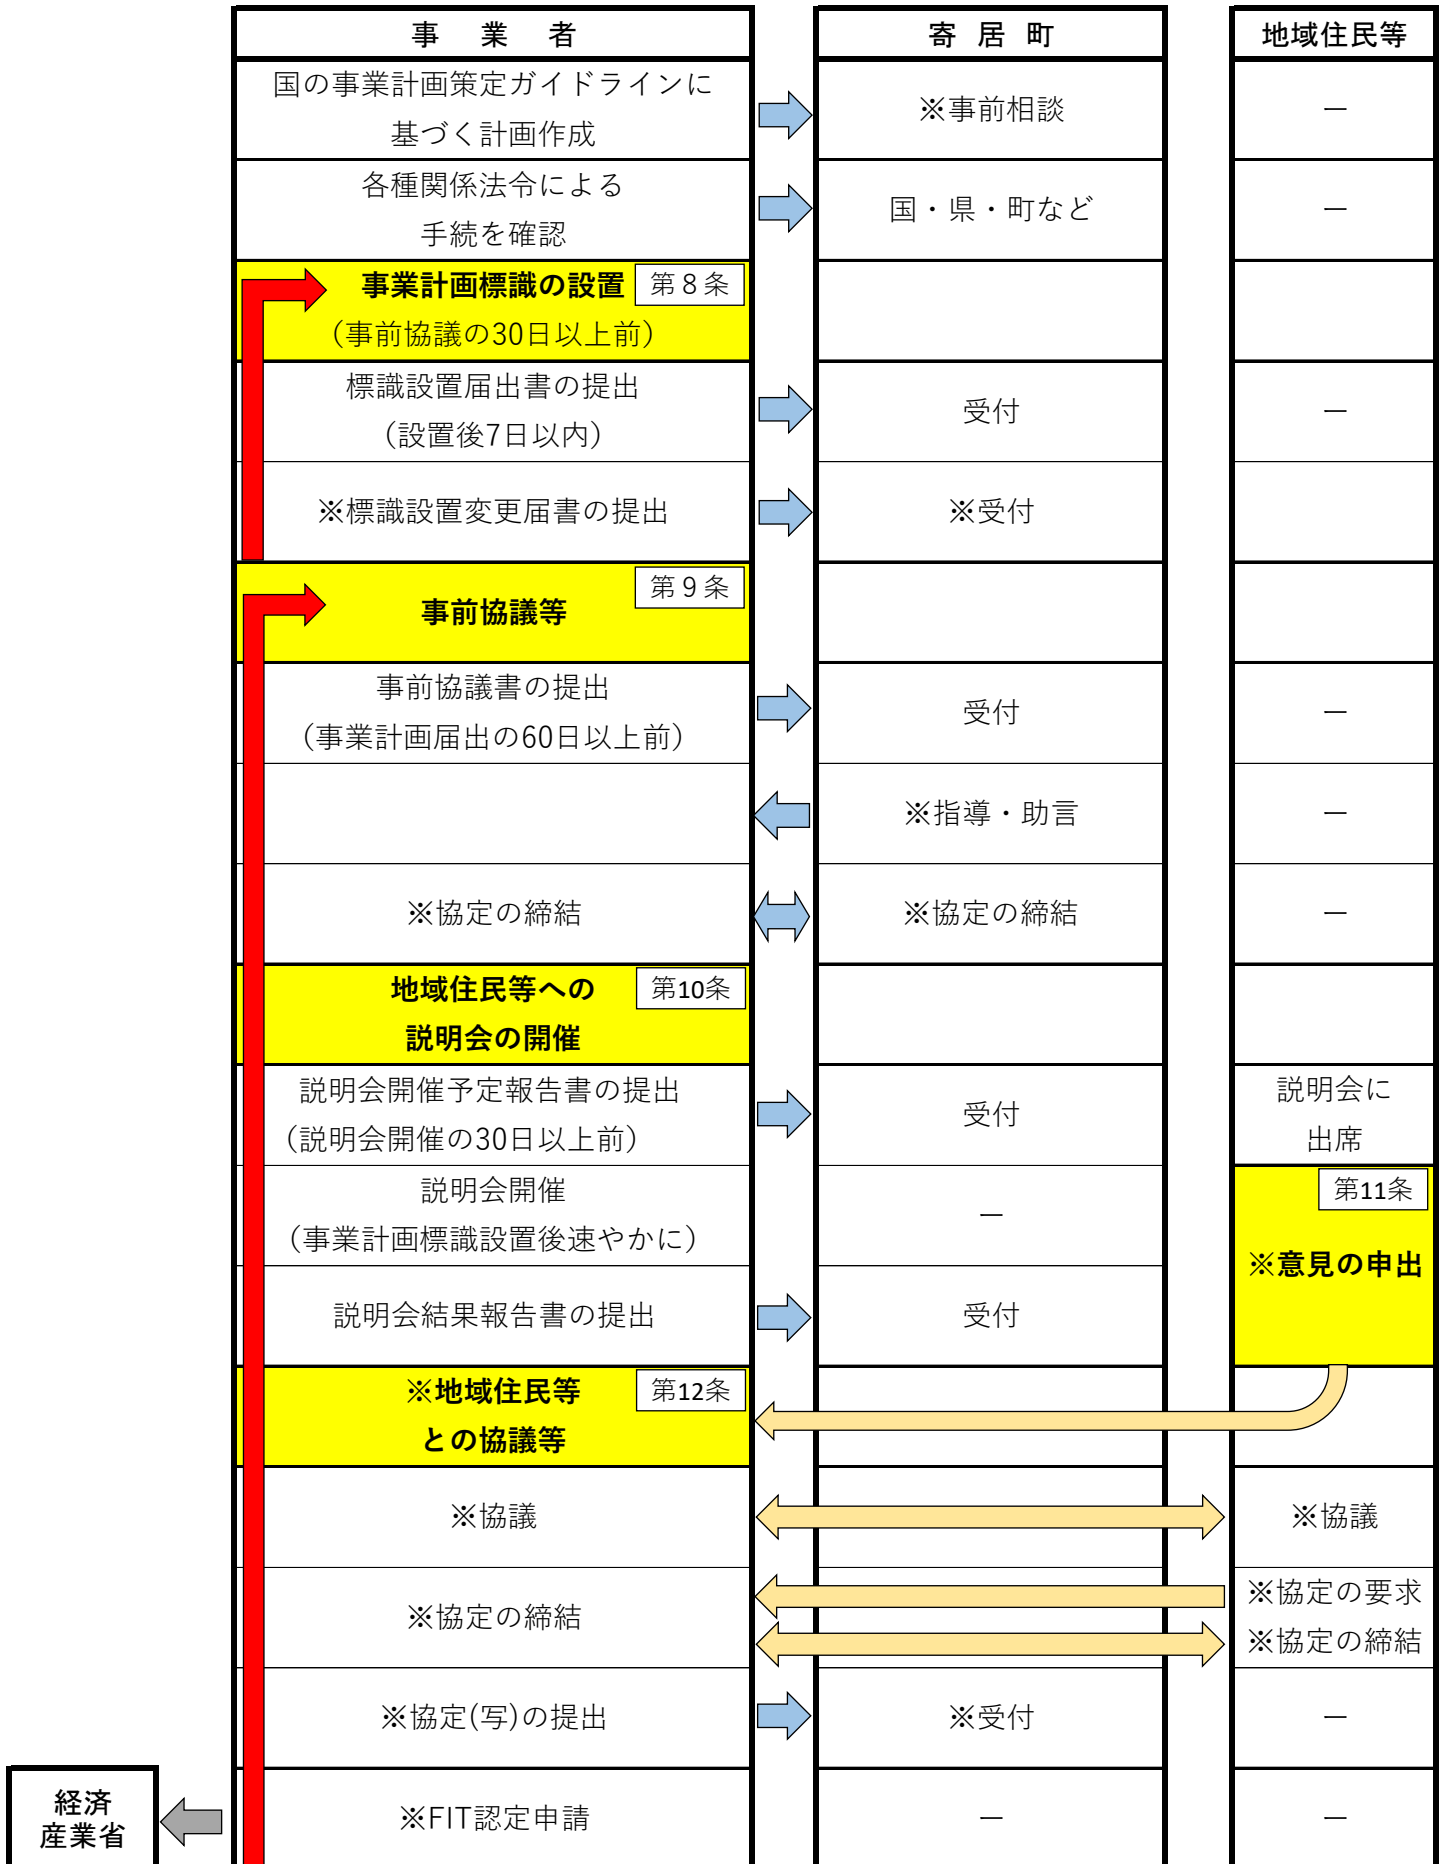 事　業　者
寄 居 町
地域住民等
国の事業計画策定ガイドラインに
基づく計画作成
※事前相談
ー
各種関係法令による
手続を確認
国・県・町など
ー
事業計画標識の設置
第８条
（事前協議の30日以上前）
標識設置届出書の提出
（設置後7日以内）
受付
ー
※標識設置変更届書の提出
※受付
第９条
事前協議等
事前協議書の提出
（事業計画届出の60日以上前）
受付
ー
※指導・助言
ー
※協定の締結
※協定の締結
ー
地域住民等への
第10条
説明会の開催
説明会開催予定報告書の提出
（説明会開催の30日以上前）
受付
説明会に
出席
説明会開催
（事業計画標識設置後速やかに）
ー
第11条
※意見の申出
説明会結果報告書の提出
受付
※地域住民等
第12条
との協議等
※協議
※協議
※協定の締結
※協定の要求
※協定の締結
※協定(写)の提出
※受付
ー
経済
産業省
※FIT認定申請
ー
ー